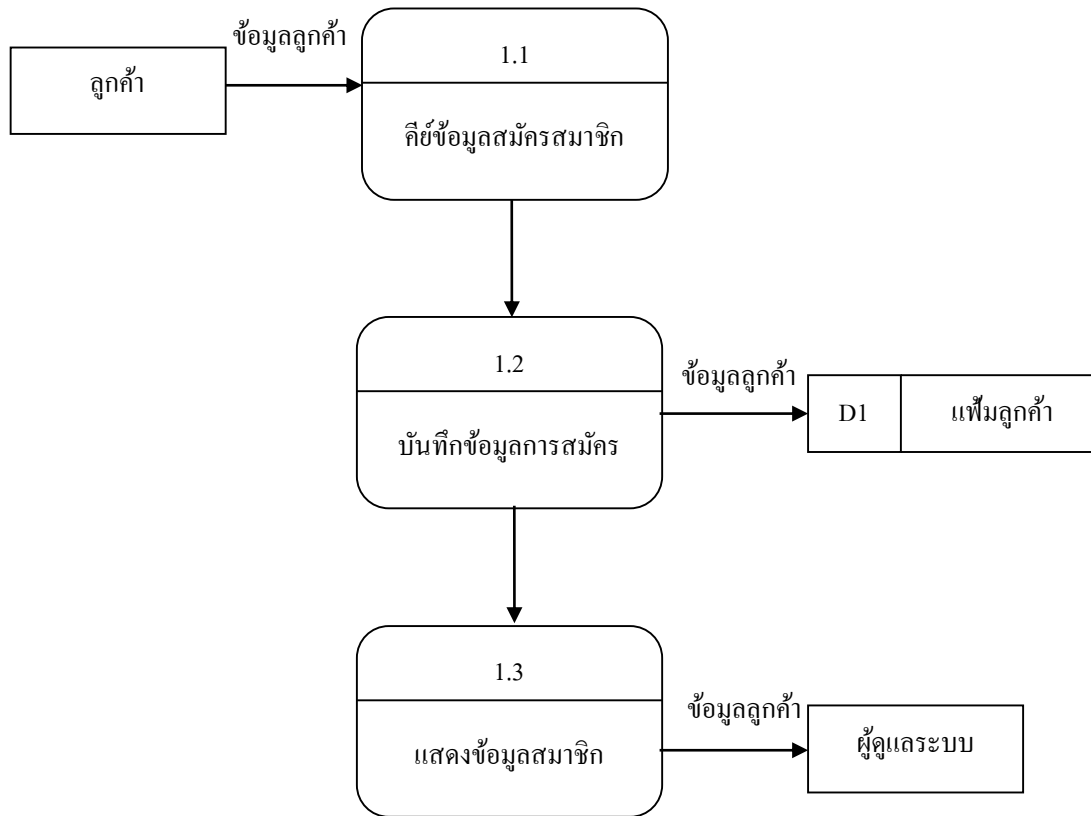 ข้อมูลลูกค้า
ลูกค้า
1.1
คีย์ข้อมูลสมัครสมาชิก
1.2
บันทึกข้อมูลการสมัคร
ข้อมูลลูกค้า
D1
แฟ้มลูกค้า
1.3
แสดงข้อมูลสมาชิก
ข้อมูลลูกค้า
ผู้ดูแลระบบ